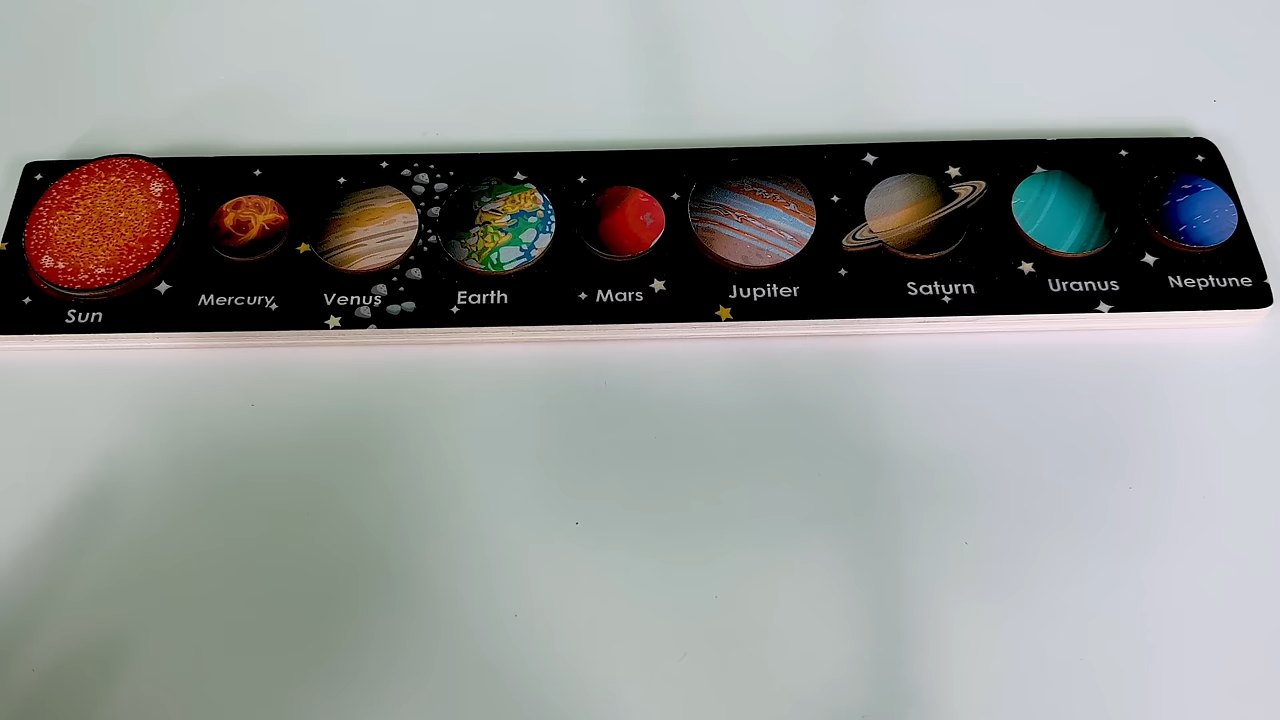 Sun
Mercury
Venus
Earth
Mars
Jupiter
Saturn
Uranus
Neptune